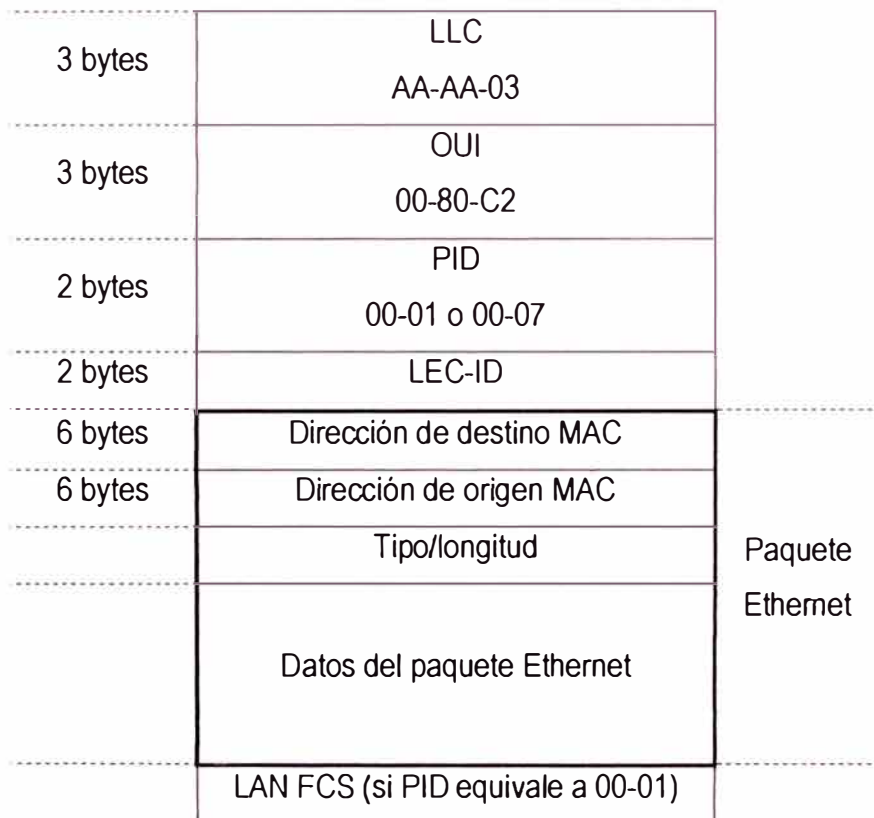 3 bytes
LLC
AA-AA-03
3 bytes
OUI
00-80-C2
2 bytes
PID
00-01 o 00-07
2 bytes
LEC-ID
6 bytes
Dirección de destino MAC
6 bytes
Dirección de origen MAC
Tipo/longitud
Paquete
Ethernet
Datos del paquete Ethernet
LAN FCS (si PID equivale a 00-01)